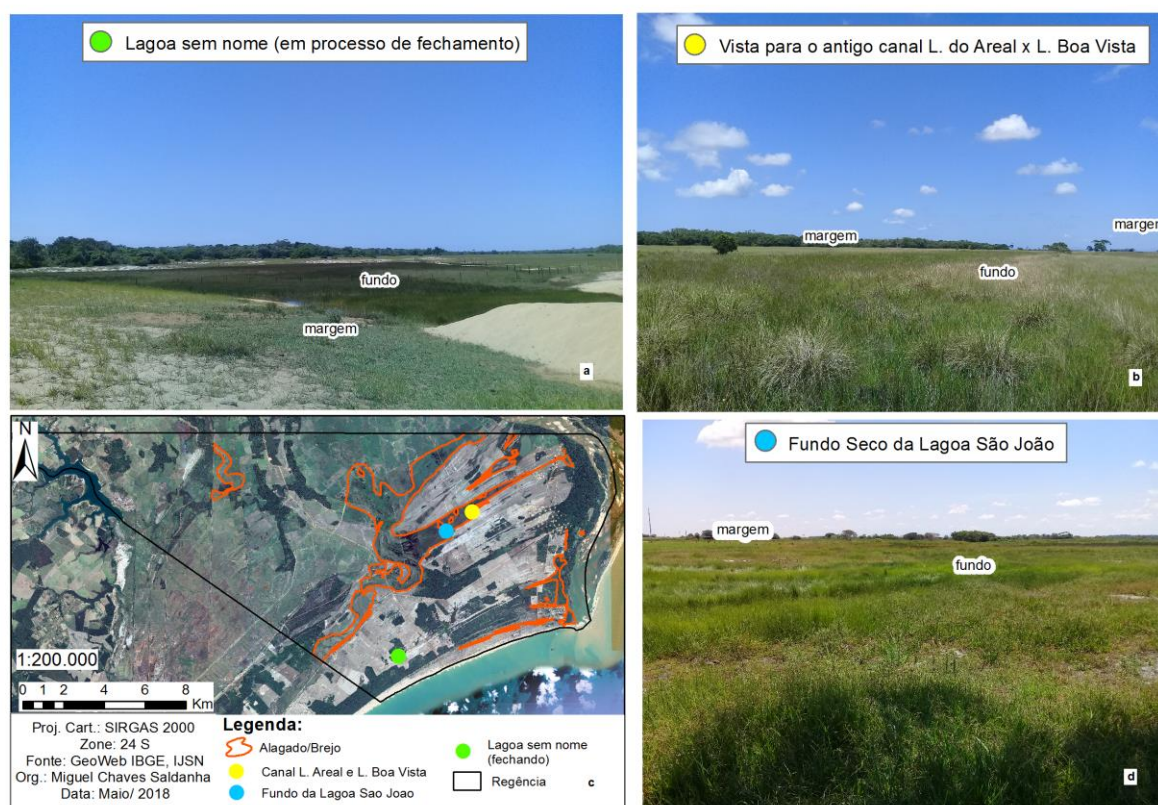 Lagoa sem nome (em processo de fechamento)
fundo
margem
a
Vista para o antigo canal L. do Areal x L. Boa Vista
margem
margem
fundo
b
N
1:200.000
0 1 2 4 6 8
Km
Proj. Cart.: SIRGAS 2000
Zone: 24 S
Fonte: GeoWeb IBGE, IJSN
Org.: Miguel Chaves Saldanha
Data: Maio/ 2018
Legenda:
Alagado/Brejo
Canal L. Areal e L. Boa Vista
Fundo da Lagoa Sao Joao
Lagoa sem nome
(fechando)
Regência
c
Fundo Seco da Lagoa São João
margem
fundo
d